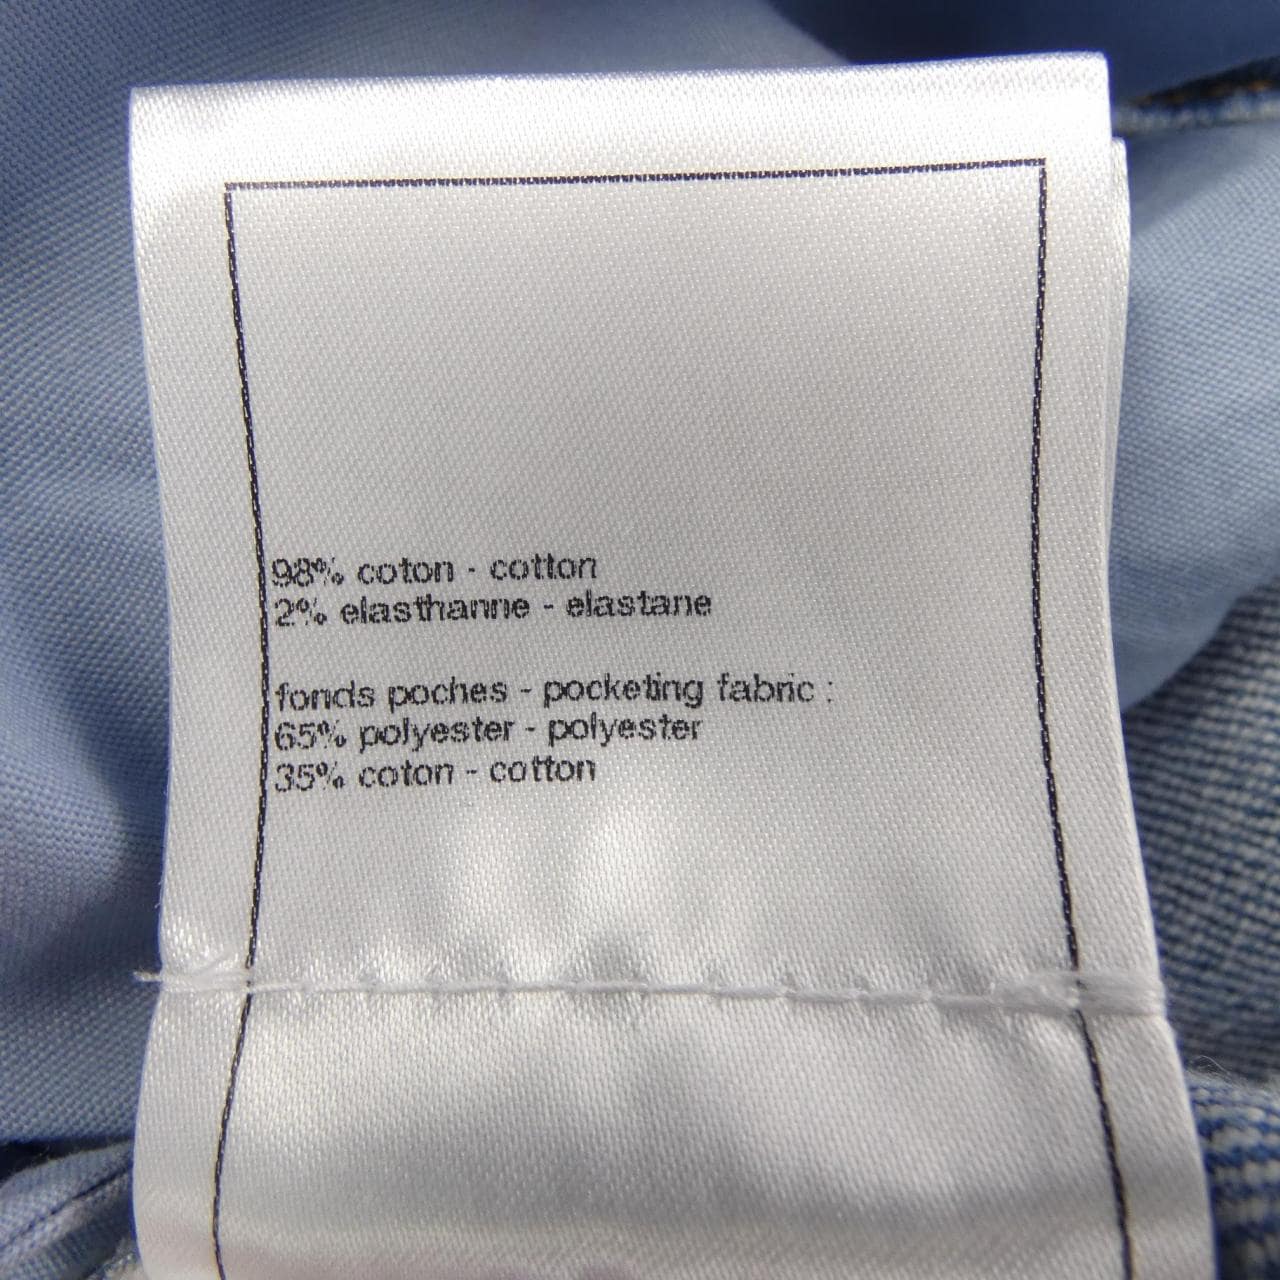 98% coton - cotton
2% elasthanne - elastane
fonds poches - pocketing fabric :
65% polyester - polyester
35% coton - cotton